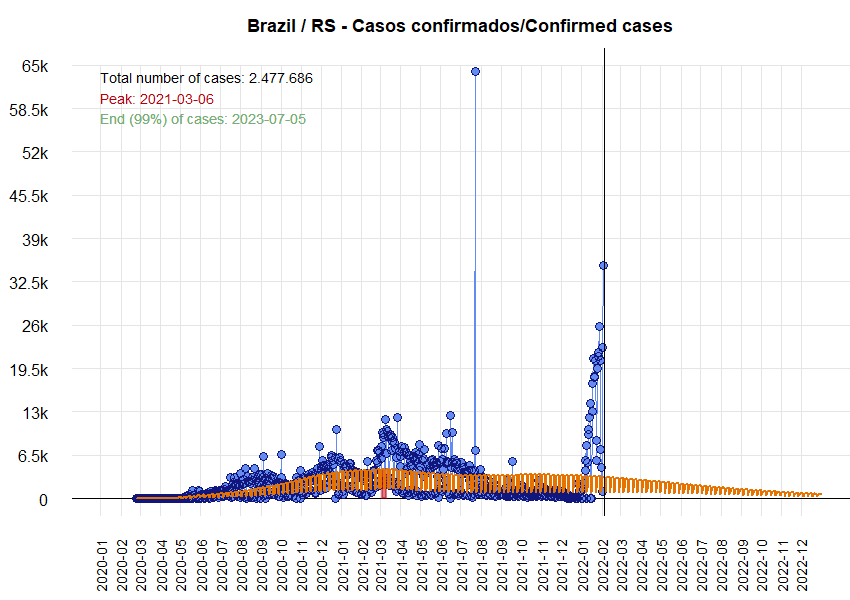 Brazil / RS - Casos confirmados/Confirmed cases
65k
Total number of cases: 2.477.686
Peak: 2021-03-06
End (99%) of cases: 2023-07-05
58.5k
52k
45.5k
39k
32.5k
26k
19.5k
13k
6.5k
0
2020-01
2020-02
2020-03
2020-04
2020-05
2020-06
2020-07
2020-08
2020-09
2020-10
2020-11
2020-12
2021-01
2021-02
2021-03
2021-04
2021-05
2021-06
2021-07
2021-08
2021-09
2021-10
2021-11
2021-12
2022-01
2022-02
2022-03
2022-04
2022-05
2022-06
2022-07
2022-08
2022-09
2022-10
2022-11
2022-12